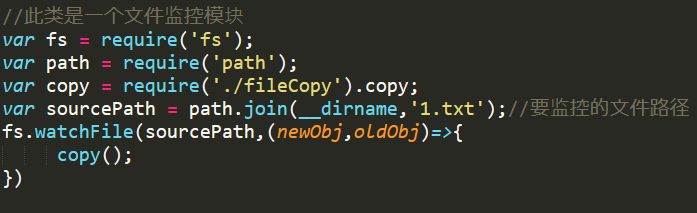 //此类是一个文件监控模块
var fs = require('fs');
var path = require('path');
var copy = require('./fileCopy').copy;
var sourcePath = path.join(__dirname,'1.txt');//要监控的文件路径
fs.watchFile(sourcePath,(newObj,oldObj)=>{
copy();
})